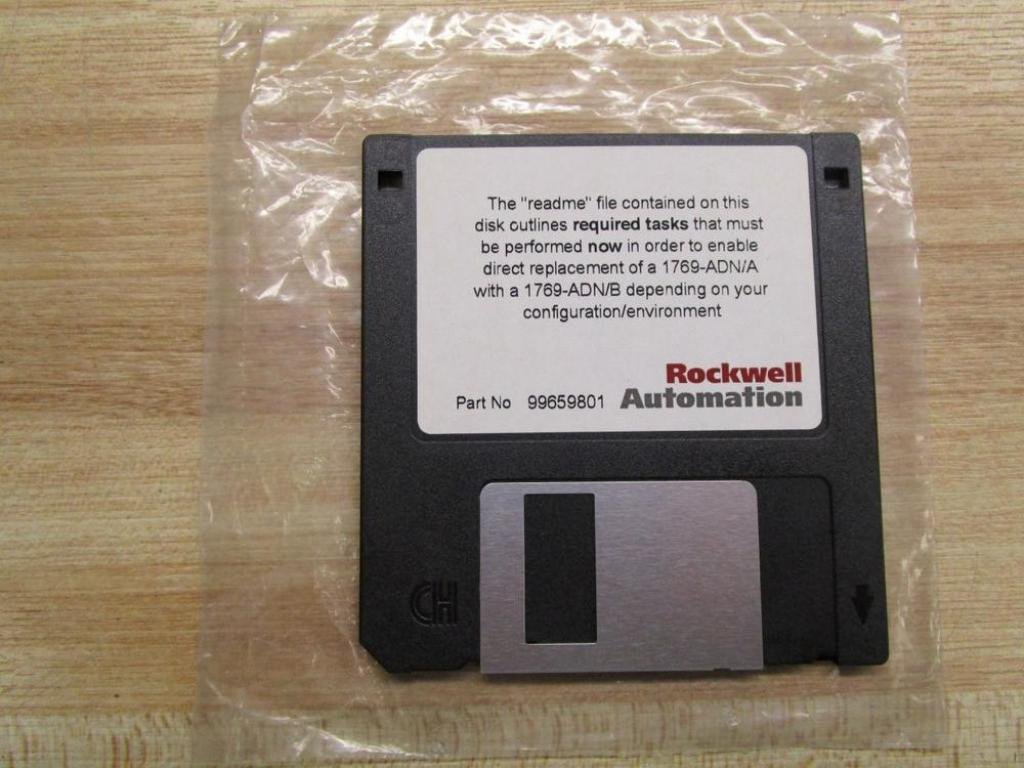 The "readme" file contained on this
disk outlines required tasks that must
be performed now in order to enable
direct replacement of a 1769-ADN/A
with a 1769-ADN/B depending on your
configuration/environment
Rockwell
Part No 99659801 Automation
CH